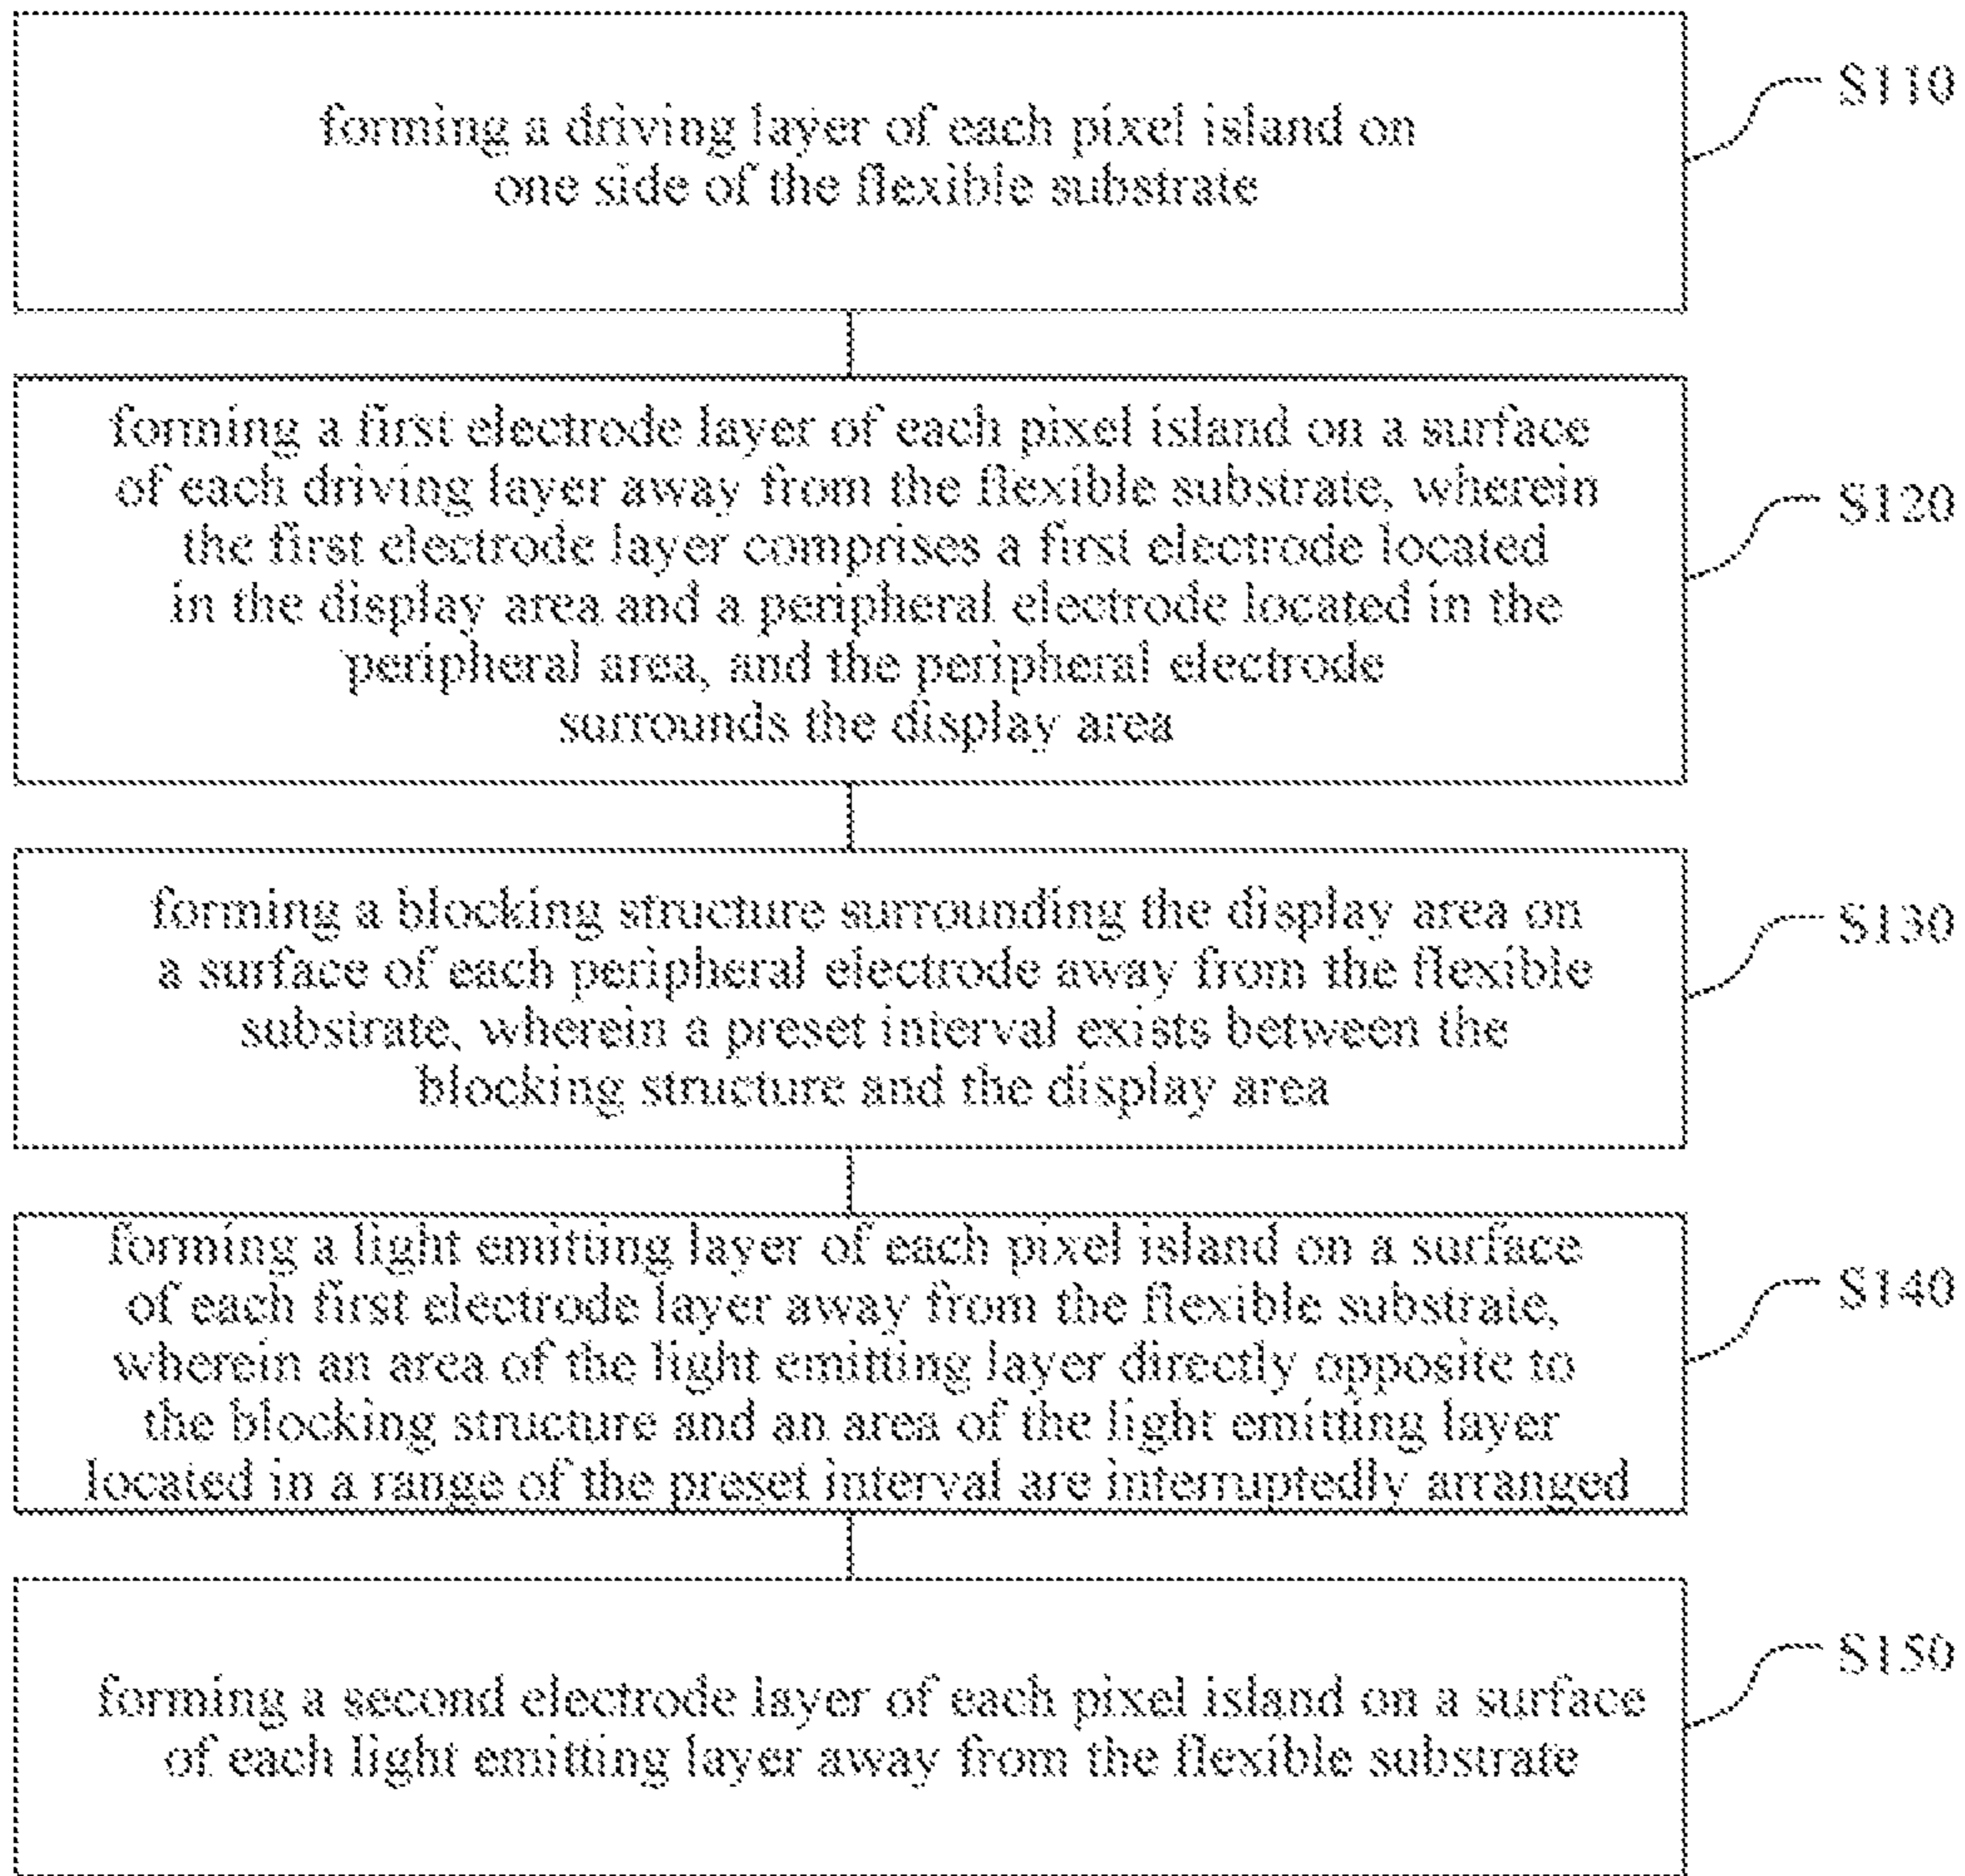 forming a driving layer of each pixel island on
one side of the flexible substrate
S110
forming a first electrode layer of each pixel island on a surface
of each driving layer away from the flexible substrate, wherein
the first electrode layer comprises a first electrode located
in the display area and a peripheral electrode located in the
peripheral area, and the peripheral electrode
surrounds the display area
S120
forming a blocking structure surrounding the display area on
a surface of each peripheral electrode away from the flexible
substrate, wherein a preset interval exists between the
blocking structure and the display area
S130
forming a light emitting layer of each pixel island on a surface
of each first electrode layer away from the flexible substrate,
wherein an area of the light emitting layer directly opposite to
the blocking structure and an area of the light emitting layer
located in a range of the preset interval are interruptedly arranged
S140
forming a second electrode layer of each pixel island on a surface
of each light emitting layer away from the flexible substrate
S150